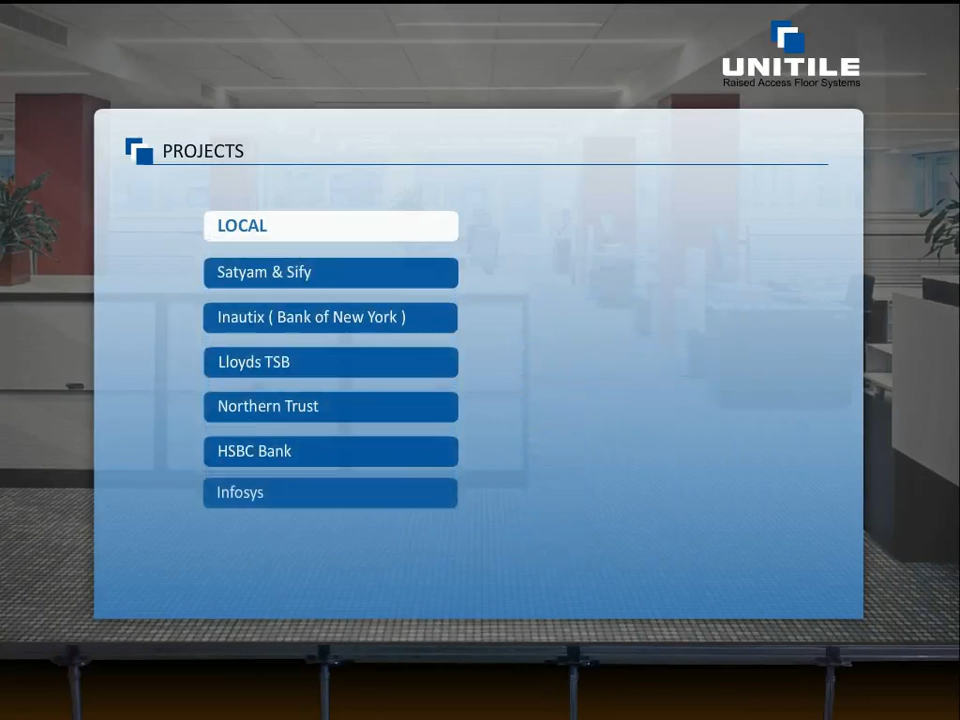 UNITILE
Raised Access Floor Systems
PROJECTS
LOCAL
Satyam & Sify
Inautix ( Bank of New York )
Lloyds TSB
Northern Trust
HSBC Bank
Infosys